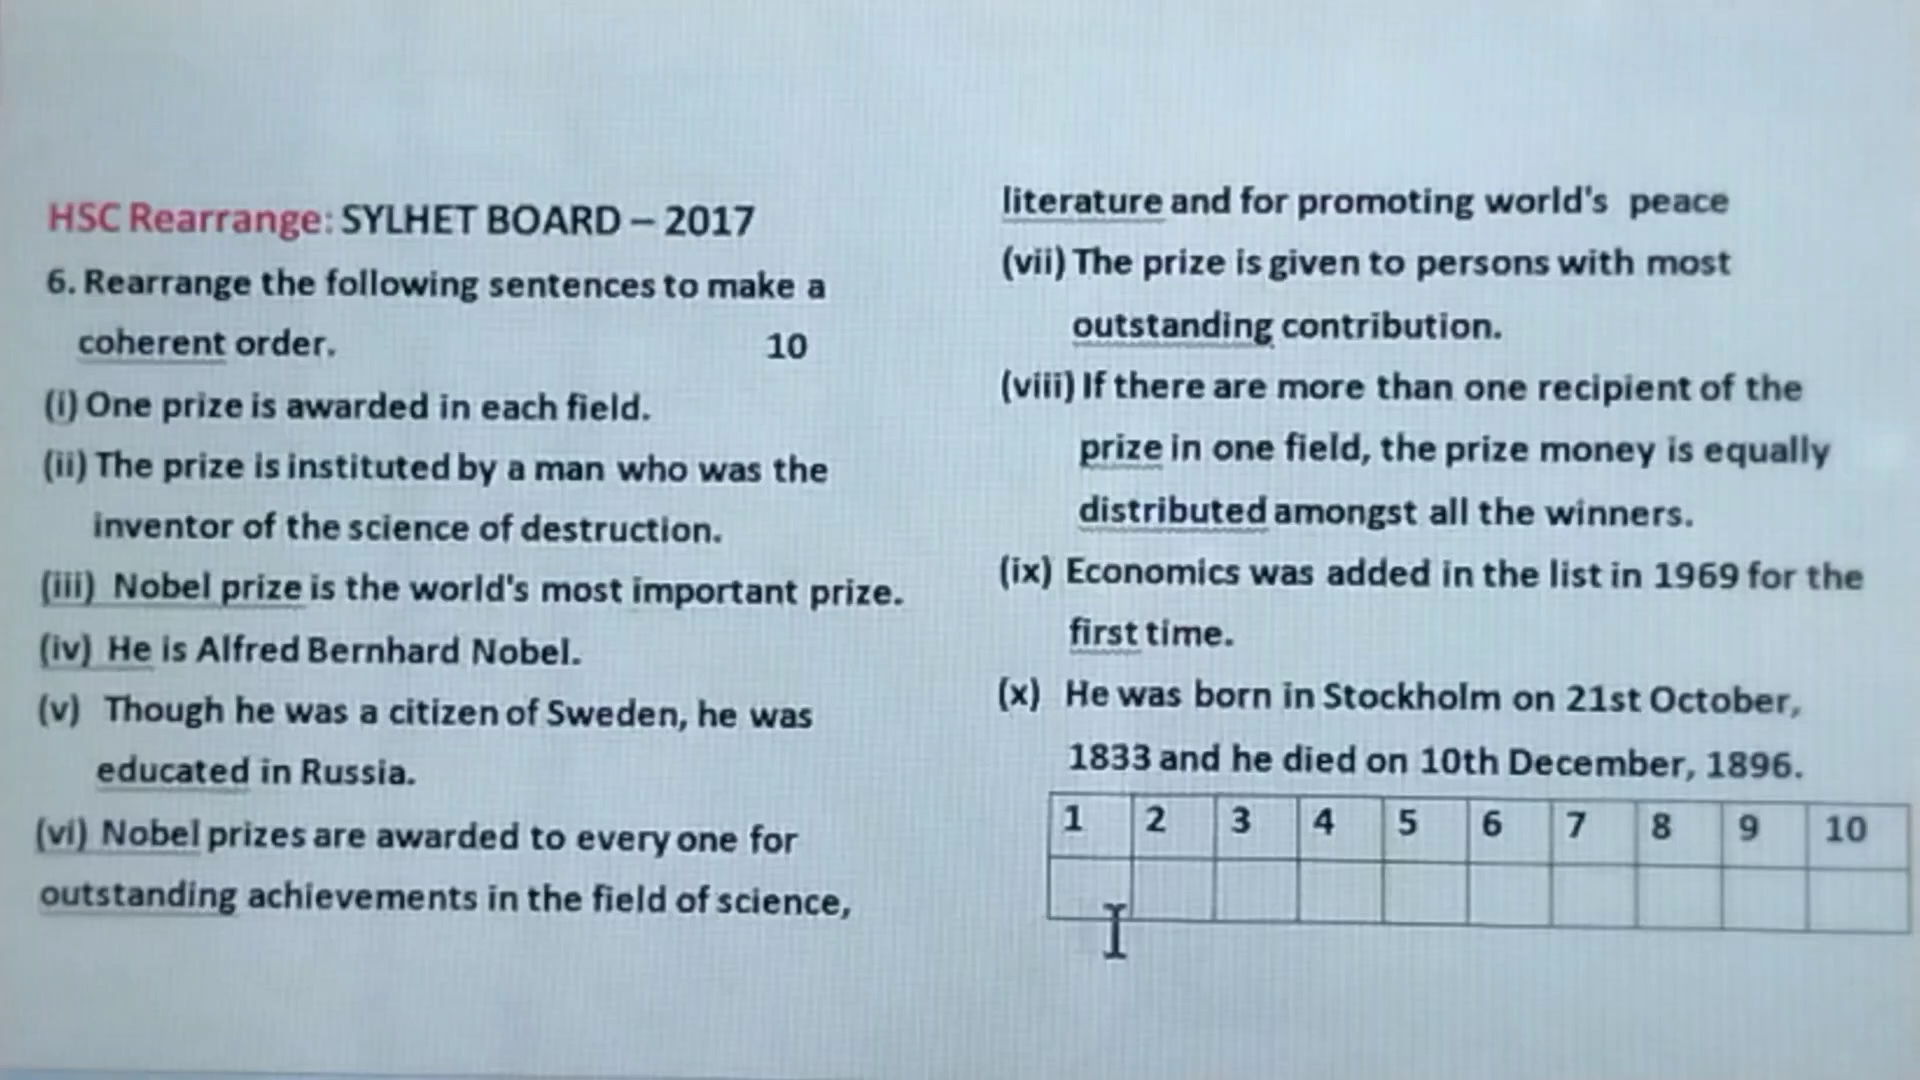 HSC Rearrange: SYLHET BOARD – 2017
6. Rearrange the following sentences to make a
coherent order. 10
(i) One prize is awarded in each field.
(ii) The prize is instituted by a man who was the
inventor of the science of destruction.
(iii) Nobel prize is the world's most important prize.
(iv) He is Alfred Bernhard Nobel.
(v) Though he was a citizen of Sweden, he was
educated in Russia.
(vi) Nobel prizes are awarded to every one for
outstanding achievements in the field of science,
literature and for promoting world's peace
(vii) The prize is given to persons with most
outstanding contribution.
(viii) If there are more than one recipient of the
prize in one field, the prize money is equally
distributed amongst all the winners.
(ix) Economics was added in the list in 1969 for the
first time.
(x) He was born in Stockholm on 21st October,
1833 and he died on 10th December, 1896.
1 2 3 4 5 6 7 8 9 10